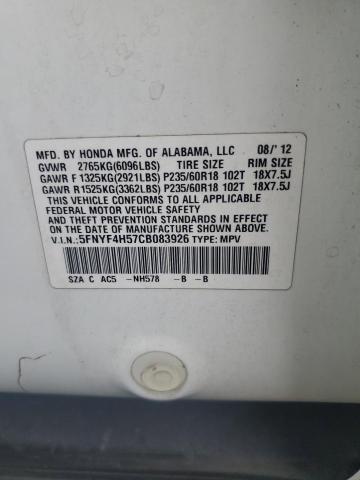 MFD. BY HONDA MFG. OF ALABAMA, LLC 08/'12
GVWR 2765KG(6096LBS) TIRE SIZE RIM SIZE
GAWR F 1325KG(2921LBS) P235/60R18 102T 18X7.5J
GAWR R1525KG(3362LBS) P235/60R18 102T 18X7.5J
THIS VEHICLE CONFORMS TO ALL APPLICABLE
FEDERAL MOTOR VEHICLE SAFETY AND
THEFT PREVENTION STANDARDS IN EFFECT ON
THE DATE OF MANUFACTURE SHOWN ABOVE.
V.I.N.:5FNYF4H57CB083926 TYPE: MPV
SZA C AC5 -NH578 -B -B